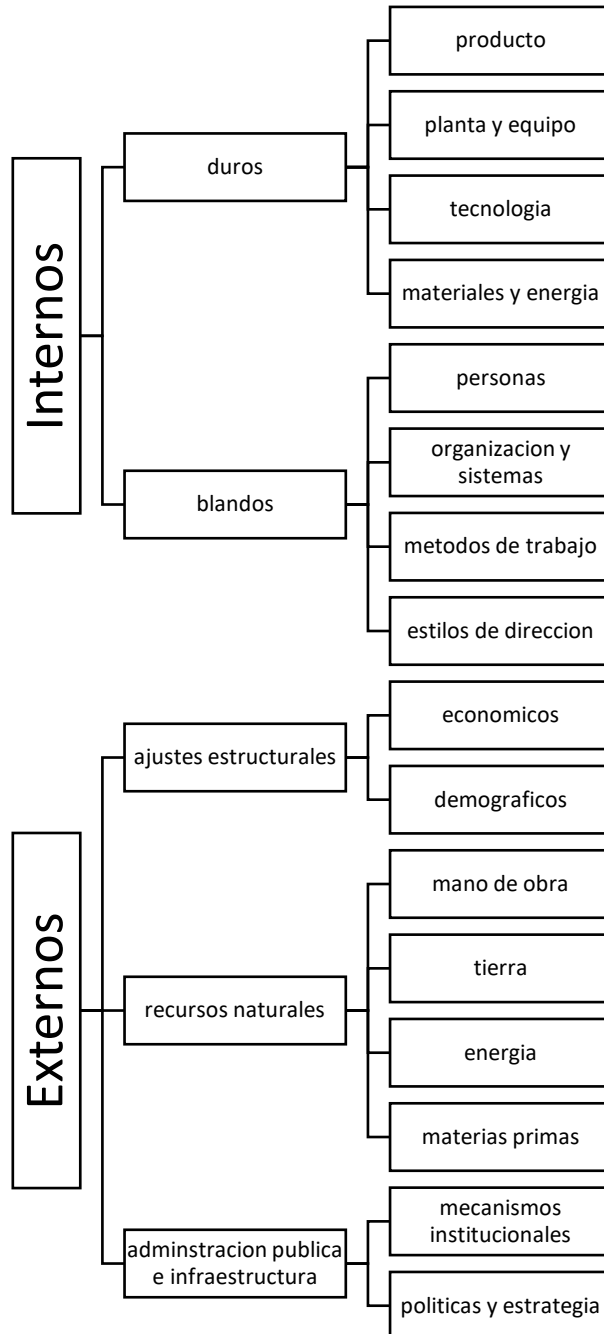 Internos
duros
producto
planta y equipo
tecnologia
materiales y energia
blandos
personas
organizacion y
sistemas
metodos de trabajo
estilos de direccion
Externos
ajustes estructurales
economicos
demograficos
recursos naturales
mano de obra
tierra
energia
materias primas
adminstracion publica
e infraestructura
mecanismos
institucionales
politicas y estrategia